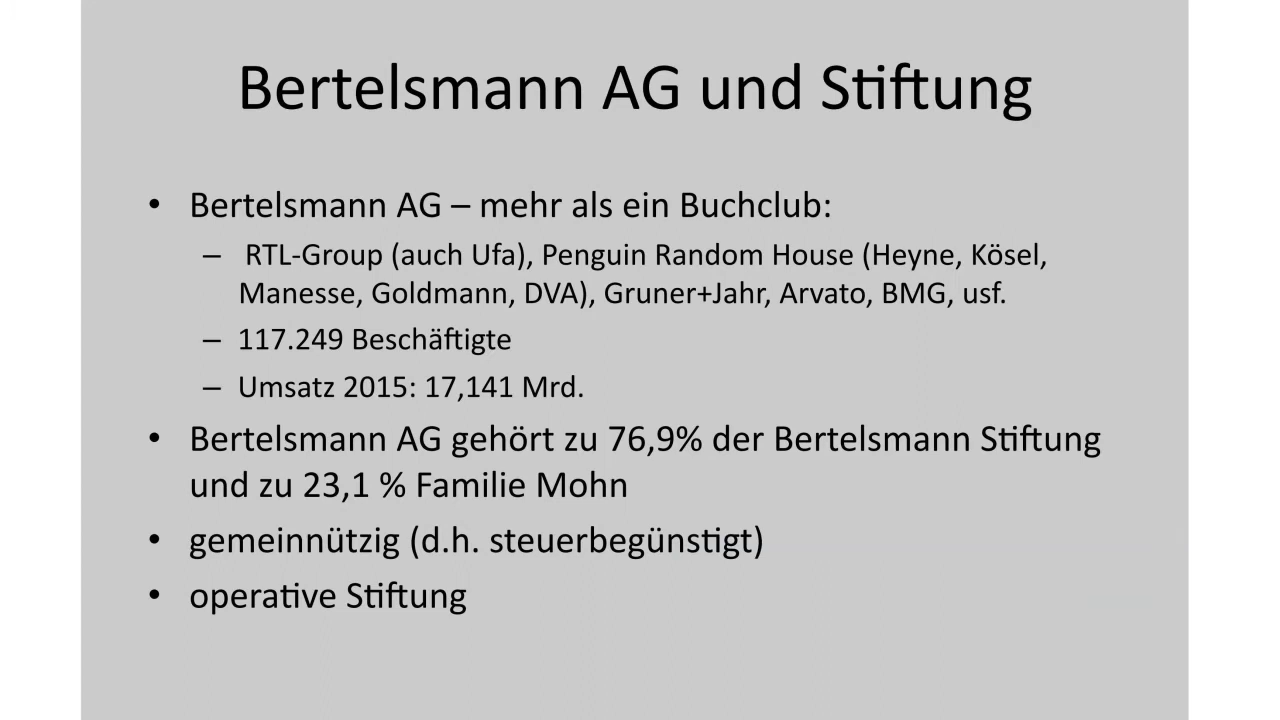 Bertelsmann AG und Stiftung
• Bertelsmann AG – mehr als ein Buchclub:
– RTL-Group (auch Ufa), Penguin Random House (Heyne, Kösel,
Manesse, Goldmann, DVA), Gruner+Jahr, Arvato, BMG, usf.
– 117.249 Beschäftigte
– Umsatz 2015: 17,141 Mrd.
• Bertelsmann AG gehört zu 76,9% der Bertelsmann Stiftung
und zu 23,1 % Familie Mohn
• gemeinnützig (d.h. steuerbegünstigt)
• operative Stiftung